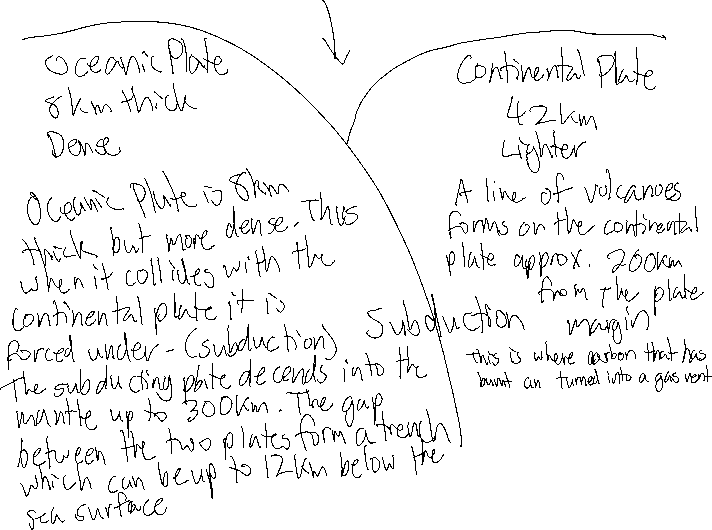 Oceanic Plate
8km thick
Dense
Oceanic Plate is 8km
thick but more dense. Thus
when it collides with the
continental plate it is
forced under - (subduction)
The subducting plate decends into the
mantle up to 300km. The gap
between the two plates form a trench
which can be up to 12km below the
sea surface
Subduction
Continental Plate
42km
Lighter
A line of volcanoes
forms on the continental
plate approx. 200km
from the plate
margin
this is where carbon that has
burnt an turned into a gas vent